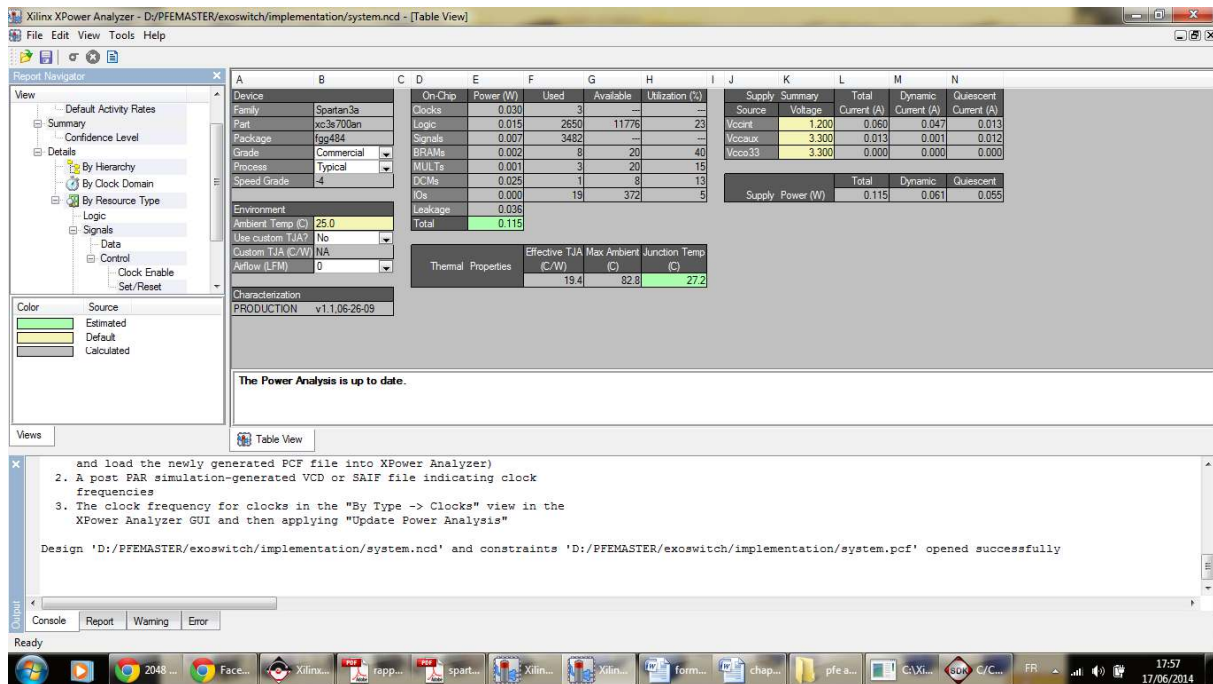 Xilinx XPower Analyzer - D:/PFEMASTER/exoswitch/implementation/system.ncd - [Table View]
File Edit View Tools Help
Report Navigator
View
Default Activity Rates
Summary
Confidence Level
Details
By Hierarchy
By Clock Domain
By Resource Type
Logic
Signals
Data
Control
Clock Enable
Set/Reset
Color Source
Estimated
Default
Calculated
Views
A B C D E F G H I J K L M N
Device
Family Spartan3a
Part xc3s700an
Package fgg484
Grade Commercial
Process Typical
Speed Grade -4
Environment
Ambient Temp (C) 25.0
Use custom TJA? No
Custom TJA (C/W) NA
Airflow (LFM) 0
Characterization
PRODUCTION v1.1,06-26-09
On-Chip Power (W) Used Available Utilization (%)
Clocks 0.030 3 ---
Logic 0.015 2650 11776 23
Signals 0.007 3482 --- ---
BRAMs 0.002 8 20 40
MULTs 0.001 3 20 15
DCMs 0.025 1 8 13
IOs 0.000 19 372 5
Leakage 0.036
Total 0.115
Thermal Properties Effective TJA (C/W) Max Ambient (C) Junction Temp (C)
19.4 82.8 27.2
Supply Summary Total Dynamic Quiescent
Source Voltage Current (A) Current (A) Current (A)
Vccint 1.200 0.060 0.047 0.013
Vccaux 3.300 0.013 0.001 0.012
Vcco33 3.300 0.000 0.000 0.000
Total Dynamic Quiescent
Supply Power (W) 0.115 0.061 0.055
The Power Analysis is up to date.
Table View
and load the newly generated PCF file into XPower Analyzer)
2. A post PAR simulation-generated VCD or SAIF file indicating clock
frequencies
3. The clock frequency for clocks in the "By Type -> Clocks" view in the
XPower Analyzer GUI and then applying "Update Power Analysis"
Design 'D:/PFEMASTER/exoswitch/implementation/system.ncd' and constraints 'D:/PFEMASTER/exoswitch/implementation/system.pcf' opened successfully
Output
Console Report Warning Error
Ready
2048 ... Face... Xilinx... rapp... spart... Xilin... Xilin... form... chap... pfe a... C:\Xi... SDK C/C... FR 17:57
17/06/2014